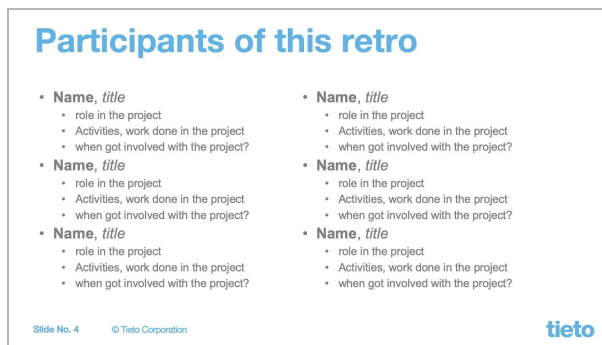 Participants of this retro
• Name, title
• role in the project
• Activities, work done in the project
• when got involved with the project?
• Name, title
• role in the project
• Activities, work done in the project
• when got involved with the project?
• Name, title
• role in the project
• Activities, work done in the project
• when got involved with the project?
• Name, title
• role in the project
• Activities, work done in the project
• when got involved with the project?
• Name, title
• role in the project
• Activities, work done in the project
• when got involved with the project?
• Name, title
• role in the project
• Activities, work done in the project
• when got involved with the project?
Slide No. 4
© Tieto Corporation
tieto